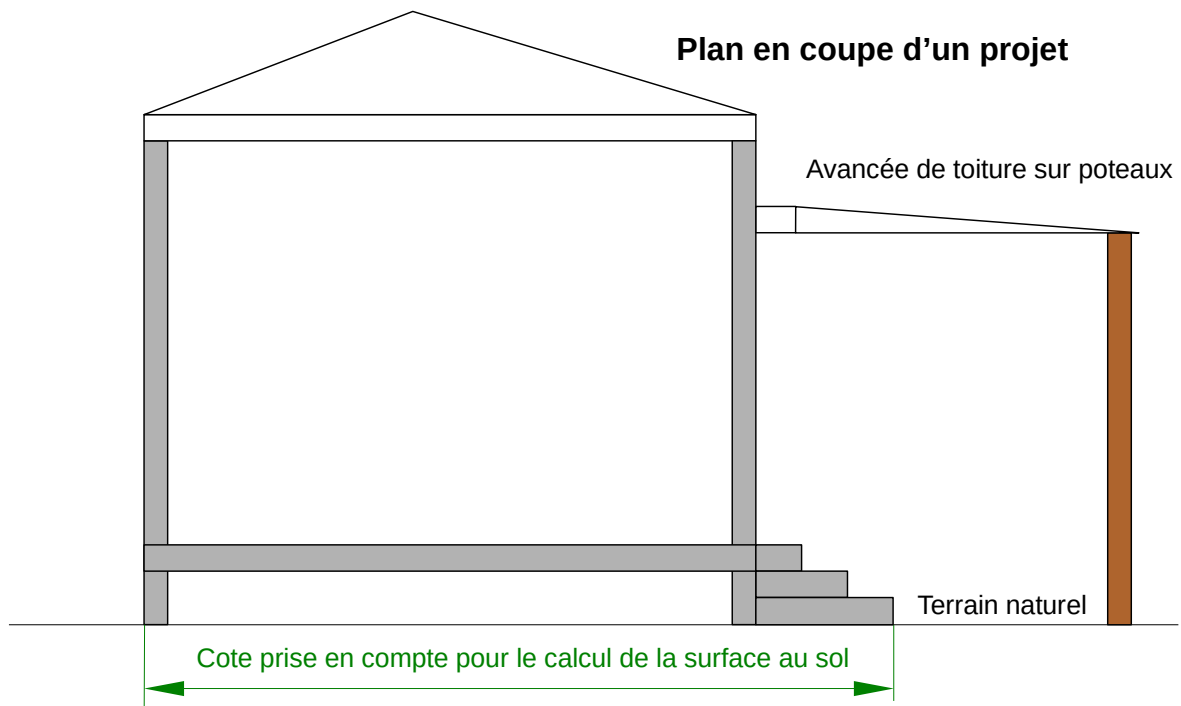 Plan en coupe d’un projet
Avancée de toiture sur poteaux
Terrain naturel
Cote prise en compte pour le calcul de la surface au sol